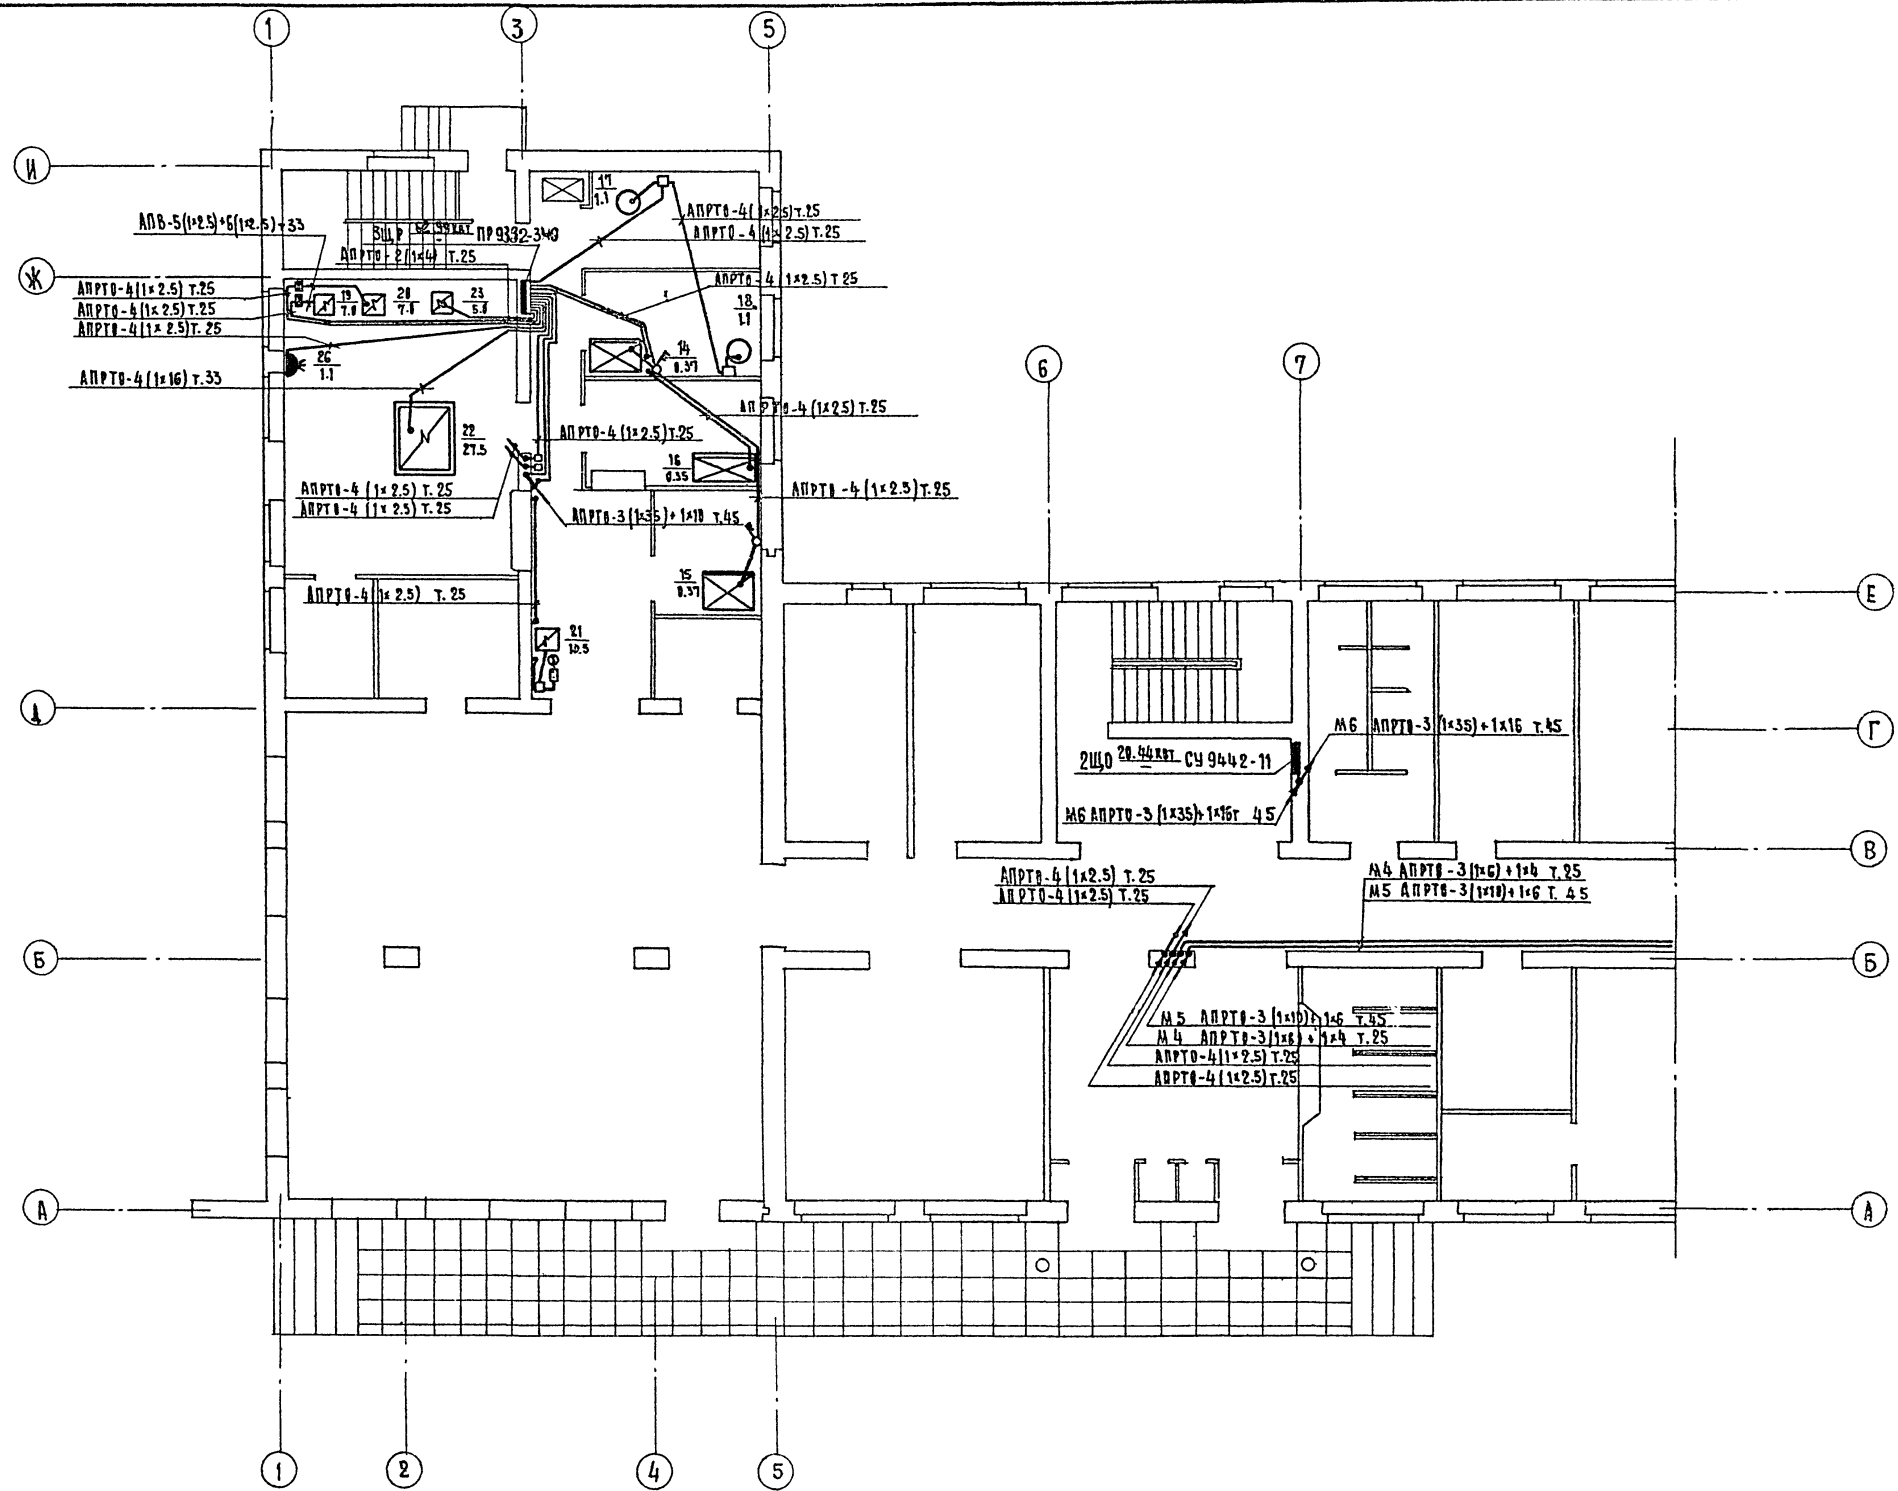 1
3
5
И
17
1.1
АПРТО-4(1×2.5)т.25
АПВ-5(1×2.5)+6(1×2.5)т33
АПРТО-4(1×2.5)т.25
3ЩР ПР9332-343
АПРТО-2(1×4) т.25
Ж
АПРТО-4(1×2.5) т.25
АПРТО-4(1×2.5) т.25
19
7.0
20
7.0
23
5.0
18
1.1
АПРТО-4(1×2.5)т.25
АПРТО-4(1×2.5)т.25
26
1.1
14
0.37
6
7
АПРТО-4(1×16)т.33
АПРТО-4(1×2.5)т.25
22
27.5
АПРТО-4(1×2.5)т.25
16
0.55
АПРТО-4(1×2.5) т.25
АПРТО-4(1×2.5)т.25
АПРТО-4(1×2.5) т.25
АПРТО-3(1×35)+1×10 т.45
15
0.37
АПРТО-4(1×2.5) т.25
Е
21
10.5
Д
М6 АПРТО-3(1×35)+1×16 т.45
Г
2ЩО 20.44квт СУ9442-11
М6 АПРТО-3(1×35)+1×16т 45
В
АПРТО-4(1×2.5) т.25
М4 АПРТО-3(1×6)+1×4 т.25
АПРТО-4(1×2.5) т.25
М5 АПРТО-3(1×10)+1×6 т.45
Б
Б
М5 АПРТО-3(1×10)+1×6 т.45
М4 АПРТО-3(1×6)+1×4 т.25
АПРТО-4(1×2.5)т.25
АПРТО-4(1×2.5)т.25
А
А
1
2
4
5